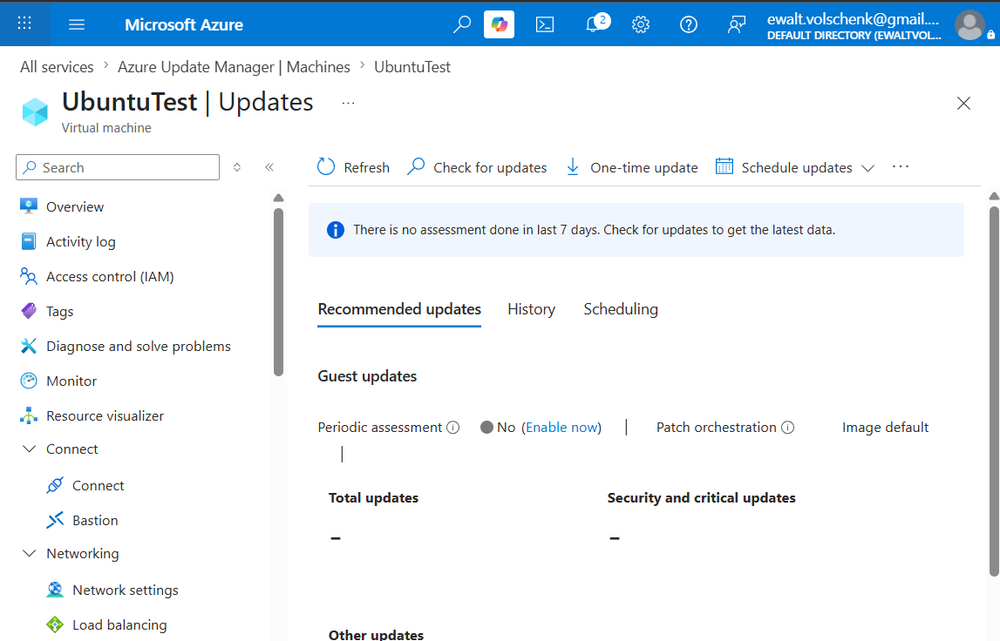 Microsoft Azure
2
ewalt.volschenk@gmail....
DEFAULT DIRECTORY (EWALTVOL...
All services > Azure Update Manager | Machines > UbuntuTest
UbuntuTest | Updates ...
Virtual machine
Search
Refresh Check for updates One-time update Schedule updates ...
Overview
Activity log
Access control (IAM)
Tags
Diagnose and solve problems
Monitor
Resource visualizer
Connect
Connect
Bastion
Networking
Network settings
Load balancing
There is no assessment done in last 7 days. Check for updates to get the latest data.
Recommended updates History Scheduling
Guest updates
Periodic assessment No (Enable now) | Patch orchestration Image default
|
Total updates Security and critical updates
– –
Other updates